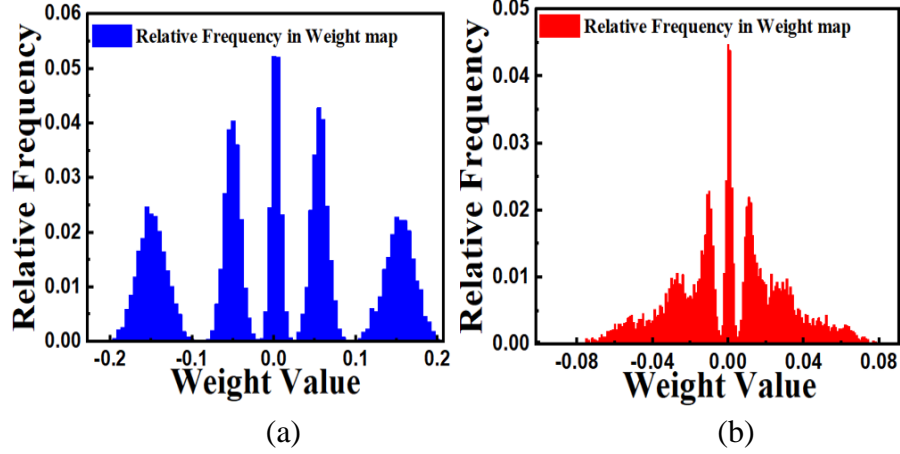 Relative Frequency in Weight map
Relative Frequency
0.06
0.05
0.04
0.03
0.02
0.01
0.00
-0.2 -0.1 0.0 0.1 0.2
Weight Value
(a)
Relative Frequency in Weight map
Relative Frequency
0.05
0.04
0.03
0.02
0.01
0.00
-0.08 -0.04 0.00 0.04 0.08
Weight Value
(b)